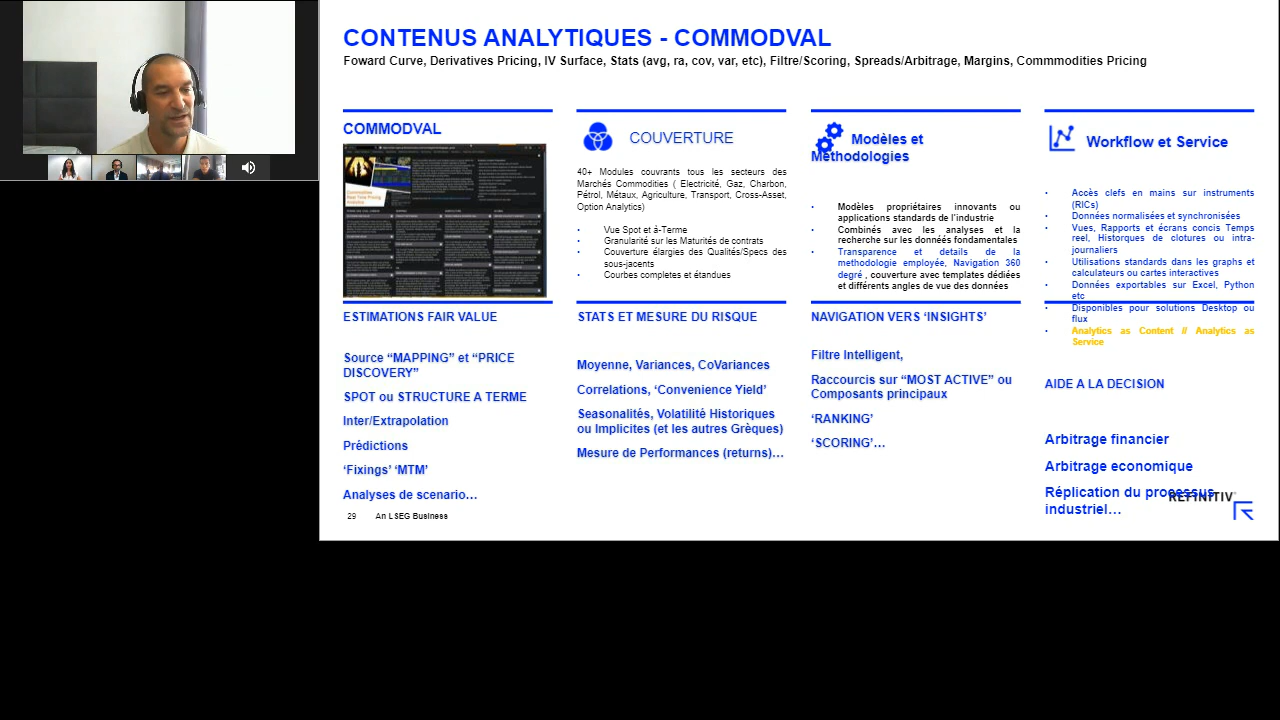 CONTENUS ANALYTIQUES - COMMODVAL
Foward Curve, Derivatives Pricing, IV Surface, Stats (avg, ra, cov, var, etc), Filtre/Scoring, Spreads/Arbitrage, Margins, Commmodities Pricing
COMMODVAL
COUVERTURE
40+ Modèles couvrants tous les secteurs des
Marchés Commodities ( Electricité, Gaz, Charbon,
Pétrol, Métaux, Agriculture, Transport, Cross-Asset,
Option Analytics)
Vue Spot et à-Terme
Granularité sur les Maturités de contrats
Couverture élargies des Qualités/Specs des
sous-jacents
Courbes completes et étandues
Modèles et
Méthodologies
Modèles propriétaires innovants ou
applications standards de l'industrie
Combinés avec les analyses et la
recherche sur les données fondamentales
Transparence et details de la
methodologie employée, Navigation 360
degré , couverture avec templates dédiées
et différents angles de vue des données
Workflow et Service
Accès clefs en mains sur instruments
(RICs)
Données normalisées et synchronisées
Vues, Rapports et écrans concis Temps
reel, Historques de clotures ou intra-
journaliers
Utilisations standards dans les graphs et
calculateurs ou cartes interactives
Données exportables sur Excel, Python
etc
Disponibles pour solutions Desktop ou
flux
Analytics as Content // Analytics as
Service
ESTIMATIONS FAIR VALUE
Source “MAPPING” et “PRICE
DISCOVERY”
SPOT ou STRUCTURE A TERME
Inter/Extrapolation
Prédictions
‘Fixings’ ‘MTM’
Analyses de scenario…
STATS ET MESURE DU RISQUE
Moyenne, Variances, CoVariances
Correlations, ‘Convenience Yield’
Seasonalités, Volatilité Historiques
ou Implicites (et les autres Grèques)
Mesure de Performances (returns)…
NAVIGATION VERS ‘INSIGHTS’
Filtre Intelligent,
Raccourcis sur “MOST ACTIVE” ou
Composants principaux
‘RANKING’
‘SCORING’…
AIDE A LA DECISION
Arbitrage financier
Arbitrage economique
Réplication du processus
industriel…
REFINITIV
29 An LSEG Business